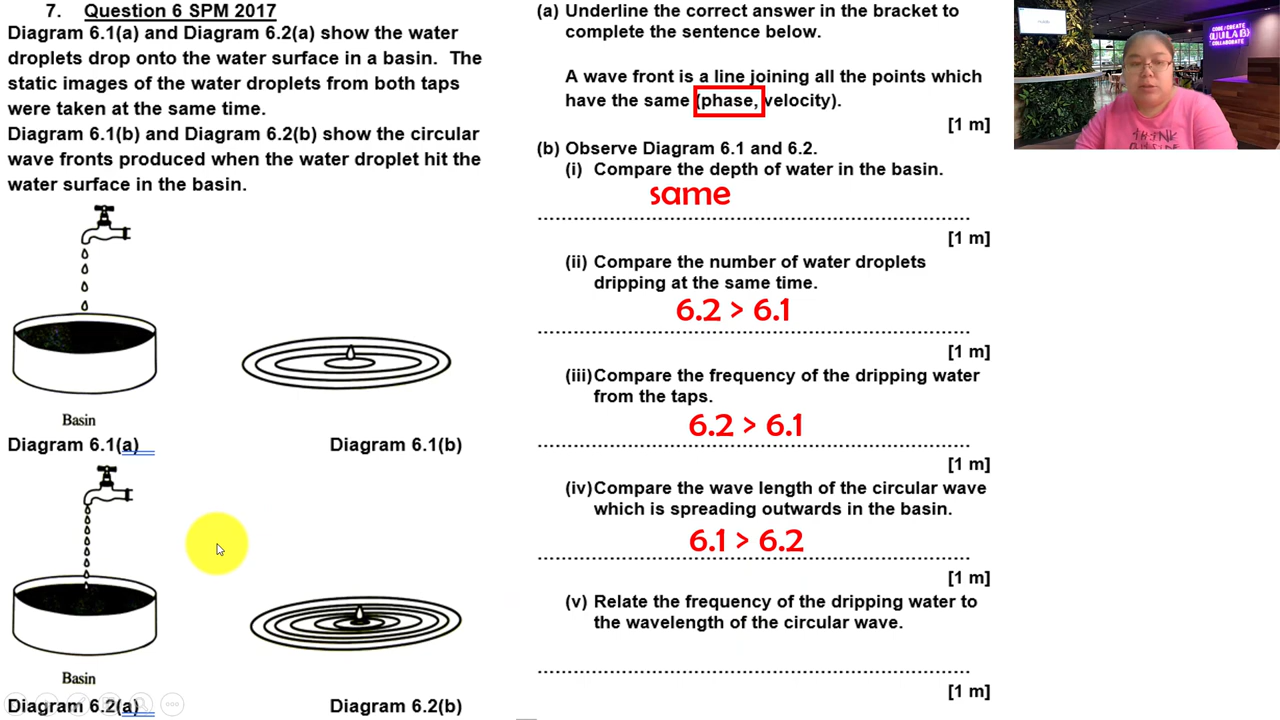 7. Question 6 SPM 2017
Diagram 6.1(a) and Diagram 6.2(a) show the water
droplets drop onto the water surface in a basin. The
static images of the water droplets from both taps
were taken at the same time.
Diagram 6.1(b) and Diagram 6.2(b) show the circular
wave fronts produced when the water droplet hit the
water surface in the basin.
Basin
Diagram 6.1(a)
Diagram 6.1(b)
Basin
Diagram 6.2(a)
Diagram 6.2(b)
(a) Underline the correct answer in the bracket to
complete the sentence below.
A wave front is a line joining all the points which
have the same (phase, velocity).
[1 m]
(b) Observe Diagram 6.1 and 6.2.
(i) Compare the depth of water in the basin.
same
[1 m]
(ii) Compare the number of water droplets
dripping at the same time.
6.2 > 6.1
[1 m]
(iii) Compare the frequency of the dripping water
from the taps.
6.2 > 6.1
[1 m]
(iv) Compare the wave length of the circular wave
which is spreading outwards in the basin.
6.1 > 6.2
[1 m]
(v) Relate the frequency of the dripping water to
the wavelength of the circular wave.
[1 m]
CODE/CREATE
COLLABORATE